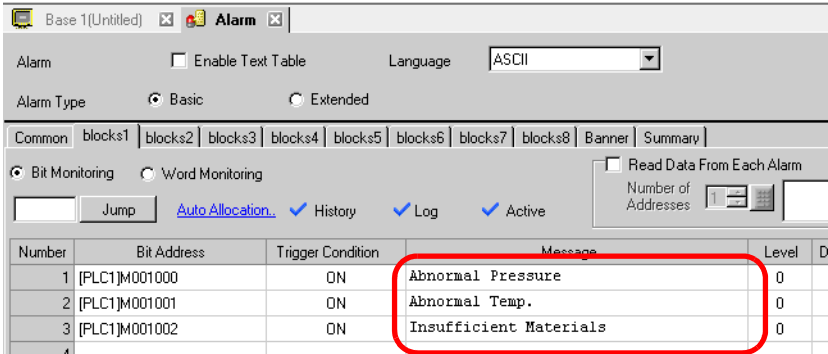 Base 1(Untitled) Alarm
Alarm Enable Text Table Language ASCII
Alarm Type Basic Extended
Common blocks1 blocks2 blocks3 blocks4 blocks5 blocks6 blocks7 blocks8 Banner Summary
Bit Monitoring Word Monitoring Read Data From Each Alarm
Jump Auto Allocation.. History Log Active Number of Addresses 1
Number Bit Address Trigger Condition Message Level D
1 [PLC1]M001000 ON Abnormal Pressure 0
2 [PLC1]M001001 ON Abnormal Temp. 0
3 [PLC1]M001002 ON Insufficient Materials 0
4